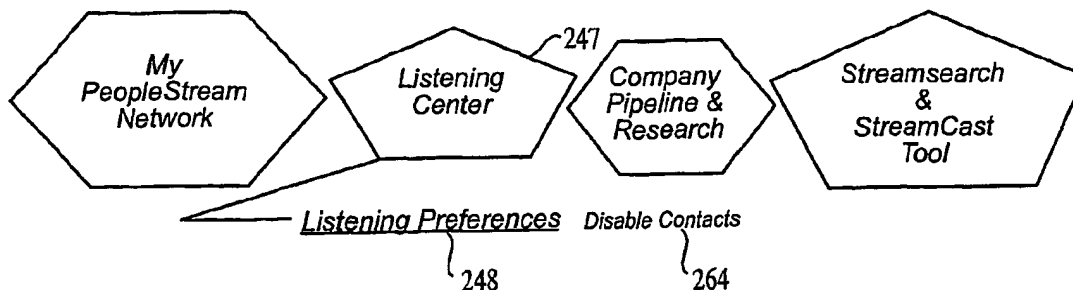 My
PeopleStream
Network
Listening
Center
247
Company
Pipeline &
Research
Streamsearch
&
StreamCast
Tool
Listening Preferences
248
Disable Contacts
264